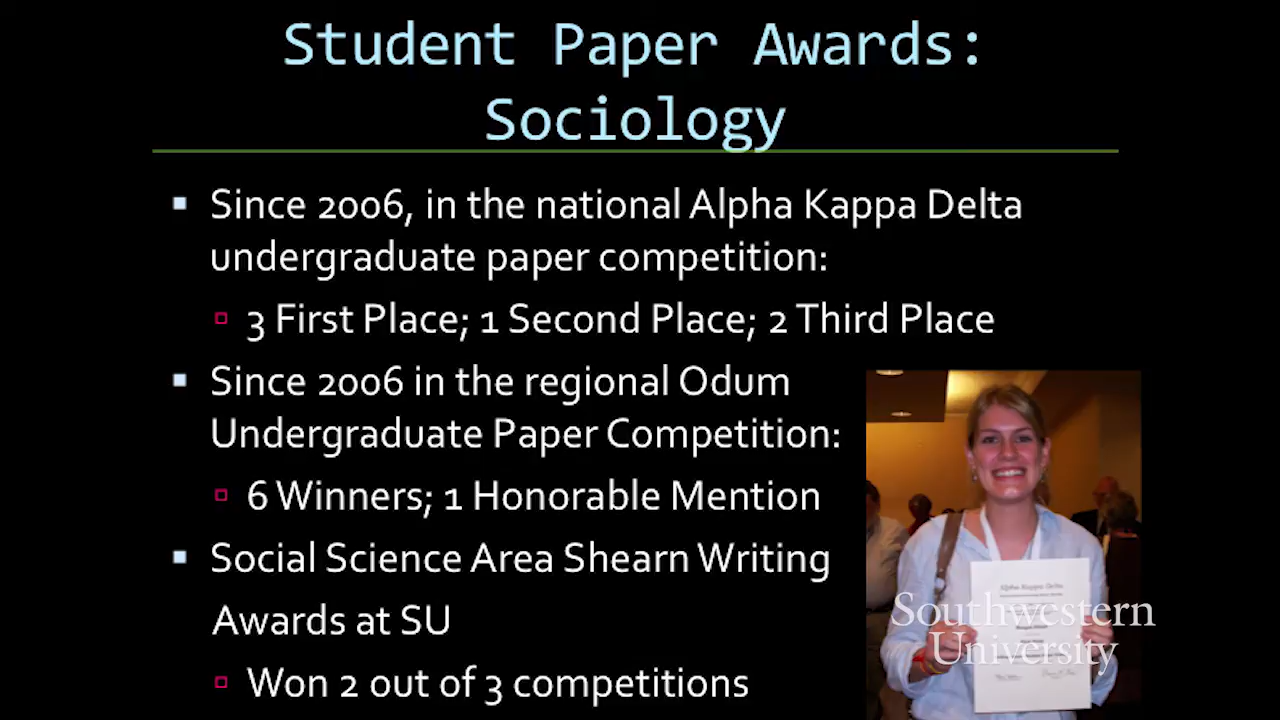 Student Paper Awards:
Sociology
Since 2006, in the national Alpha Kappa Delta
undergraduate paper competition:
3 First Place; 1 Second Place; 2 Third Place
Since 2006 in the regional Odum
Undergraduate Paper Competition:
6 Winners; 1 Honorable Mention
Social Science Area Shearn Writing
Awards at SU
Won 2 out of 3 competitions
Alpha Kappa Delta
Southwestern
University